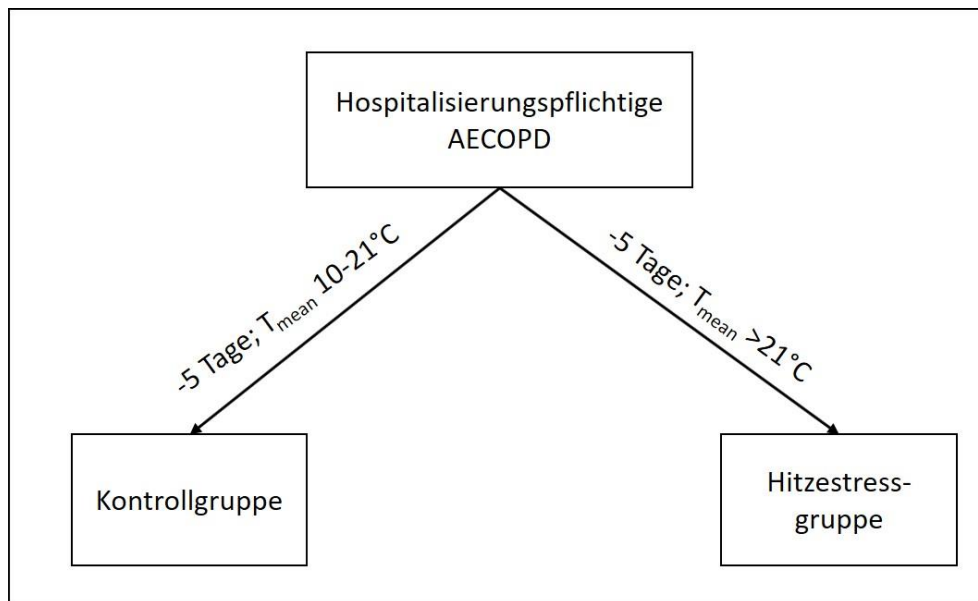 Hospitalisierungspflichtige
AECOPD
-5 Tage; Tmean 10-21°C
-5 Tage; Tmean >21°C
Kontrollgruppe
Hitzestress-
gruppe